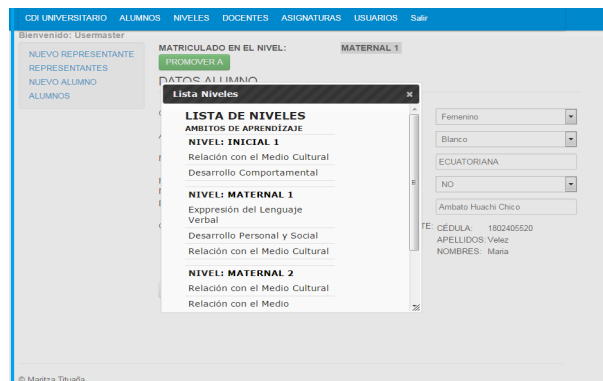 CDI UNIVERSITARIO ALUMNOS NIVELES DOCENTES ASIGNATURAS USUARIOS Salir
Bienvenido: Usermaster
NUEVO REPRESENTANTE
REPRESENTANTES
NUEVO ALUMNO
ALUMNOS
MATRICULADO EN EL NIVEL: MATERNAL 1
PROMOVER A
DATOS ALUMNO
Lista Niveles
LISTA DE NIVELES
AMBITOS DE APRENDÍZAJE
NIVEL: INICIAL 1
Relación con el Medio Cultural
Desarrollo Comportamental
NIVEL: MATERNAL 1
Exppresión del Lenguaje
Verbal
Desarrollo Personal y Social
Relación con el Medio Cultural
NIVEL: MATERNAL 2
Relación con el Medio Cultural
Relación con el Medio
Femenino
Blanco
ECUATORIANA
NO
Ambato Huachi Chico
TE: CÉDULA: 1802405520
APELLIDOS: Velez
NOMBRES: Maria
© Maritza Tituaña